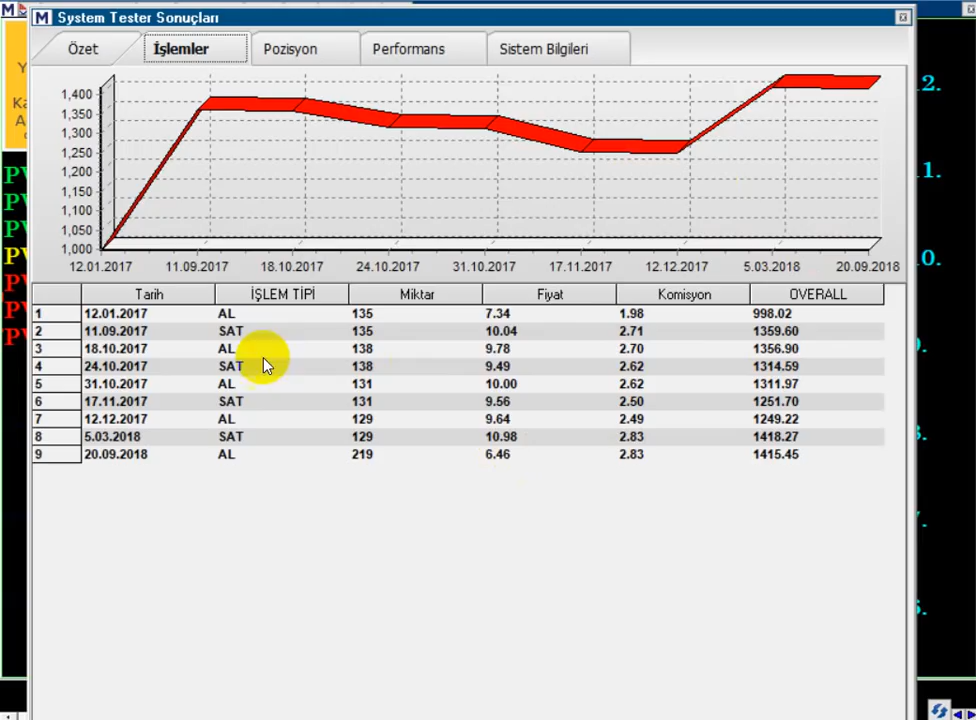 System Tester Sonuçları
Özet İşlemler Pozisyon Performans Sistem Bilgileri
1,400
1,350
1,300
1,250
1,200
1,150
1,100
1,050
1,000
12.01.2017 11.09.2017 18.10.2017 24.10.2017 31.10.2017 17.11.2017 12.12.2017 5.03.2018 20.09.2018
Tarih İŞLEM TİPİ Miktar Fiyat Komisyon OVERALL
1 12.01.2017 AL 135 7.34 1.98 998.02
2 11.09.2017 SAT 135 10.04 2.71 1359.60
3 18.10.2017 AL 138 9.78 2.70 1356.90
4 24.10.2017 SAT 138 9.49 2.62 1314.59
5 31.10.2017 AL 131 10.00 2.62 1311.97
6 17.11.2017 SAT 131 9.56 2.50 1251.70
7 12.12.2017 AL 129 9.64 2.49 1249.22
8 5.03.2018 SAT 129 10.98 2.83 1418.27
9 20.09.2018 AL 219 6.46 2.83 1415.45